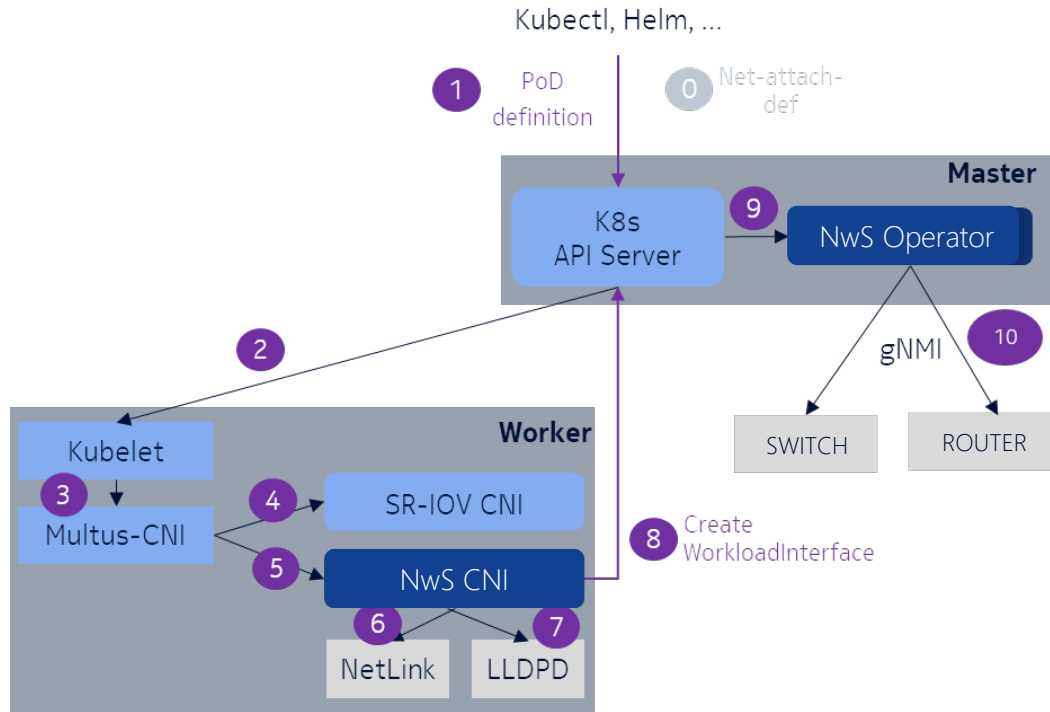 Kubectl, Helm, ...
1
PoD
definition
0
Net-attach-
def
Master
K8s
API Server
9
NwS Operator
2
gNMI
10
SWITCH
ROUTER
Worker
Kubelet
3
Multus-CNI
4
SR-IOV CNI
5
NwS CNI
8
Create
WorkloadInterface
6
7
NetLink
LLDPD